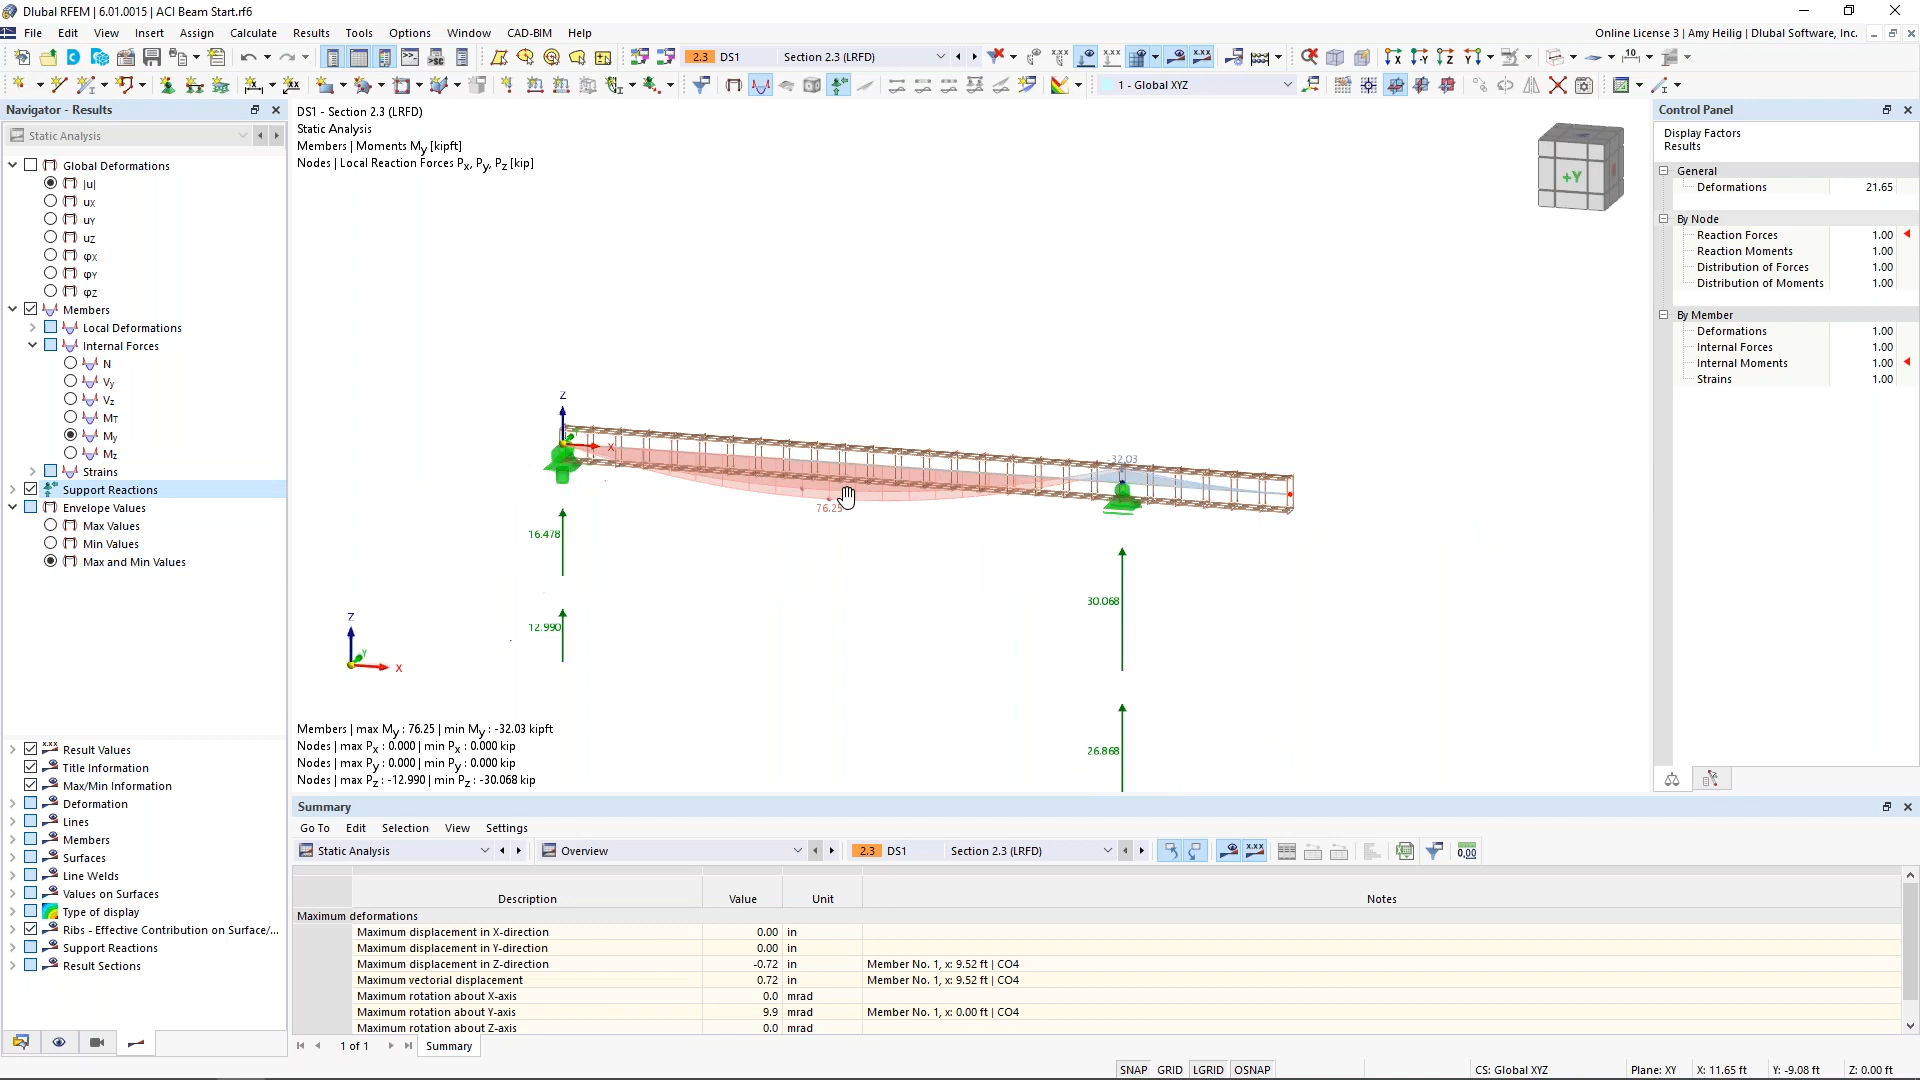 Dlubal RFEM | 6.01.0015 | ACI Beam Start.rf6
File Edit View Insert Assign Calculate Results Tools Options Window CAD-BIM Help
Online License 3 | Amy Heilig | Dlubal Software, Inc.
2.3 DS1 Section 2.3 (LRFD)
1 - Global XYZ
Navigator - Results
Static Analysis
Global Deformations
|u|
uX
uY
uZ
φX
φY
φZ
Members
Local Deformations
Internal Forces
N
Vy
Vz
MT
My
Mz
Strains
Support Reactions
Envelope Values
Max Values
Min Values
Max and Min Values
Result Values
Title Information
Max/Min Information
Deformation
Lines
Members
Surfaces
Line Welds
Values on Surfaces
Type of display
Ribs - Effective Contribution on Surface/...
Support Reactions
Result Sections
DS1 - Section 2.3 (LRFD)
Static Analysis
Members | Moments My [kipft]
Nodes | Local Reaction Forces Px, Py, Pz [kip]
+Y
Z
X
-32.03
76.25
16.478
12.990
30.068
26.868
Z
Y
X
Members | max My : 76.25 | min My : -32.03 kipft
Nodes | max Px : 0.000 | min Px : 0.000 kip
Nodes | max Py : 0.000 | min Py : 0.000 kip
Nodes | max Pz : -12.990 | min Pz : -30.068 kip
Control Panel
Display Factors
Results
General
Deformations 21.65
By Node
Reaction Forces 1.00
Reaction Moments 1.00
Distribution of Forces 1.00
Distribution of Moments 1.00
By Member
Deformations 1.00
Internal Forces 1.00
Internal Moments 1.00
Strains 1.00
Summary
Go To Edit Selection View Settings
Static Analysis Overview 2.3 DS1 Section 2.3 (LRFD) 0,00
Description Value Unit Notes
Maximum deformations
Maximum displacement in X-direction 0.00 in
Maximum displacement in Y-direction 0.00 in
Maximum displacement in Z-direction -0.72 in Member No. 1, x: 9.52 ft | CO4
Maximum vectorial displacement 0.72 in Member No. 1, x: 9.52 ft | CO4
Maximum rotation about X-axis 0.0 mrad
Maximum rotation about Y-axis 9.9 mrad Member No. 1, x: 0.00 ft | CO4
Maximum rotation about Z-axis 0.0 mrad
1 of 1 Summary
SNAP GRID LGRID OSNAP CS: Global XYZ Plane: XY X: 11.65 ft Y: -9.08 ft Z: 0.00 ft